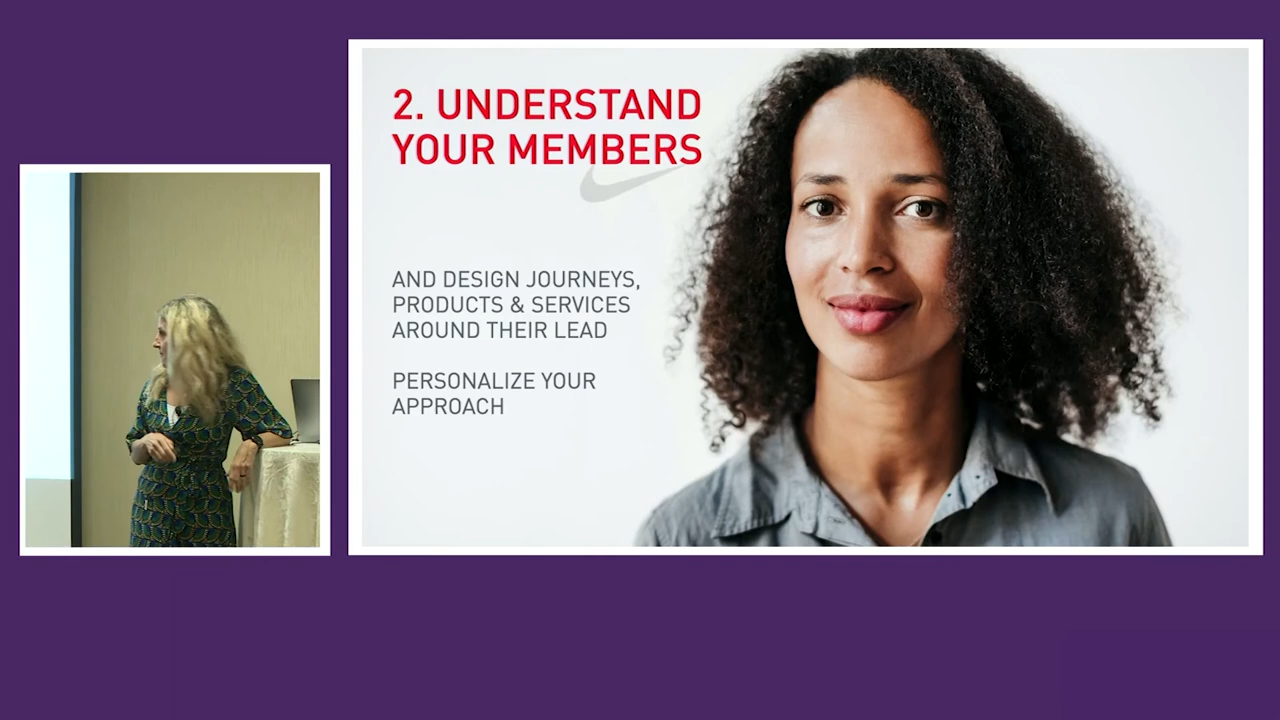 2. UNDERSTAND
YOUR MEMBERS
AND DESIGN JOURNEYS,
PRODUCTS & SERVICES
AROUND THEIR LEAD
PERSONALIZE YOUR
APPROACH